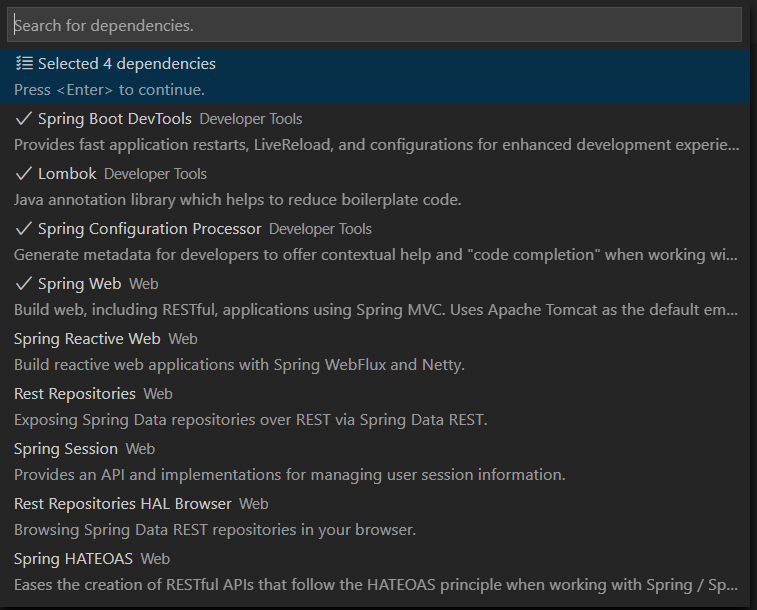 Search for dependencies.
Selected 4 dependencies
Press <Enter> to continue.
Spring Boot DevTools Developer Tools
Provides fast application restarts, LiveReload, and configurations for enhanced development experie...
Lombok Developer Tools
Java annotation library which helps to reduce boilerplate code.
Spring Configuration Processor Developer Tools
Generate metadata for developers to offer contextual help and "code completion" when working wi...
Spring Web Web
Build web, including RESTful, applications using Spring MVC. Uses Apache Tomcat as the default em...
Spring Reactive Web Web
Build reactive web applications with Spring WebFlux and Netty.
Rest Repositories Web
Exposing Spring Data repositories over REST via Spring Data REST.
Spring Session Web
Provides an API and implementations for managing user session information.
Rest Repositories HAL Browser Web
Browsing Spring Data REST repositories in your browser.
Spring HATEOAS Web
Eases the creation of RESTful APIs that follow the HATEOAS principle when working with Spring / Sp...